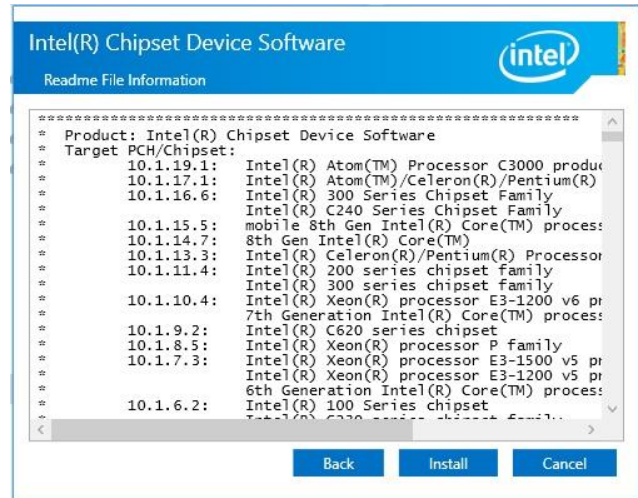 Intel(R) Chipset Device Software
intel
Readme File Information
************************************************************
* Product: Intel(R) Chipset Device Software
* Target PCH/Chipset:
* 10.1.19.1: Intel(R) Atom(TM) Processor C3000
* 10.1.17.1: Intel(R) Atom(TM)/Celeron(R)/Pentium(R)
* 10.1.16.6: Intel(R) 300 Series Chipset Family
* Intel(R) C240 Series Chipset Family
* 10.1.15.5: mobile 8th Gen Intel(R) Core(TM) process
* 10.1.14.7: 8th Gen Intel(R) Core(TM)
* 10.1.13.3: Intel(R) Celeron(R)/Pentium(R) Processor
* 10.1.11.4: Intel(R) 200 series chipset family
* Intel(R) 300 series chipset family
* 10.1.10.4: Intel(R) Xeon(R) processor E3-1200 v6 pr
* 7th Generation Intel(R) Core(TM) process
* 10.1.9.2: Intel(R) C620 series chipset
* 10.1.8.5: Intel(R) Xeon(R) processor P family
* 10.1.7.3: Intel(R) Xeon(R) processor E3-1500 v5 pr
* Intel(R) Xeon(R) processor E3-1200 v5 pr
* 6th Generation Intel(R) Core(TM) process
* 10.1.6.2: Intel(R) 100 Series chipset
Back
Install
Cancel